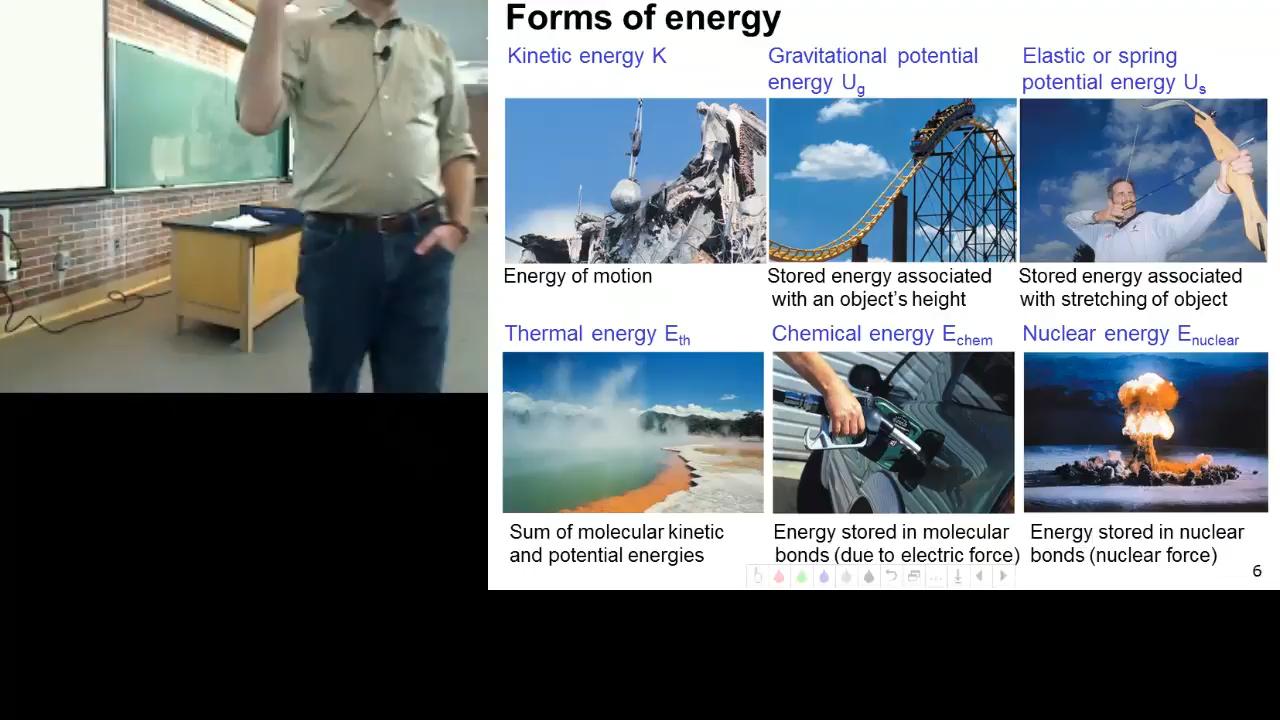 Forms of energy
Kinetic energy K
Gravitational potential
energy Ug
Elastic or spring
potential energy Us
Energy of motion
Stored energy associated
with an object's height
Stored energy associated
with stretching of object
Thermal energy Eth
Chemical energy Echem
Nuclear energy Enuclear
Sum of molecular kinetic
and potential energies
Energy stored in molecular
bonds (due to electric force)
Energy stored in nuclear
bonds (nuclear force)
6